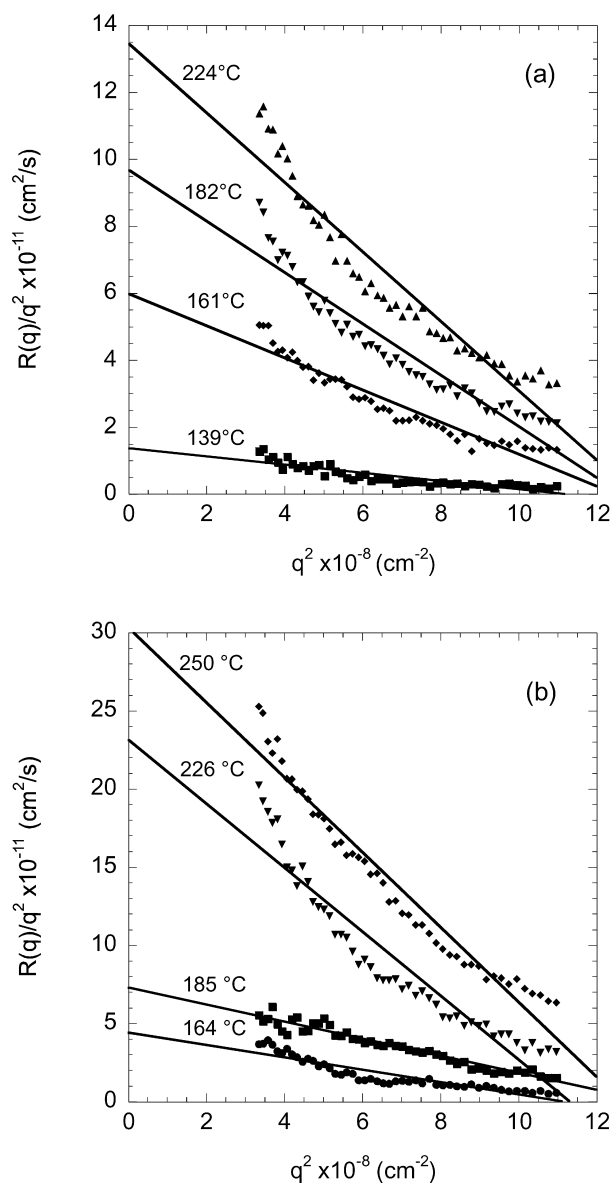 14
(a)
224°C
12
10
182°C
8
6
161°C
4
2
139°C
0
0 2 4 6 8 10 12
R(q)/q² x10⁻¹¹ (cm²/s)
q² x10⁻⁸ (cm⁻²)
30
(b)
250 °C
25
226 °C
20
15
10
185 °C
5
164 °C
0
0 2 4 6 8 10 12
R(q)/q² x10⁻¹¹ (cm²/s)
q² x10⁻⁸ (cm⁻²)